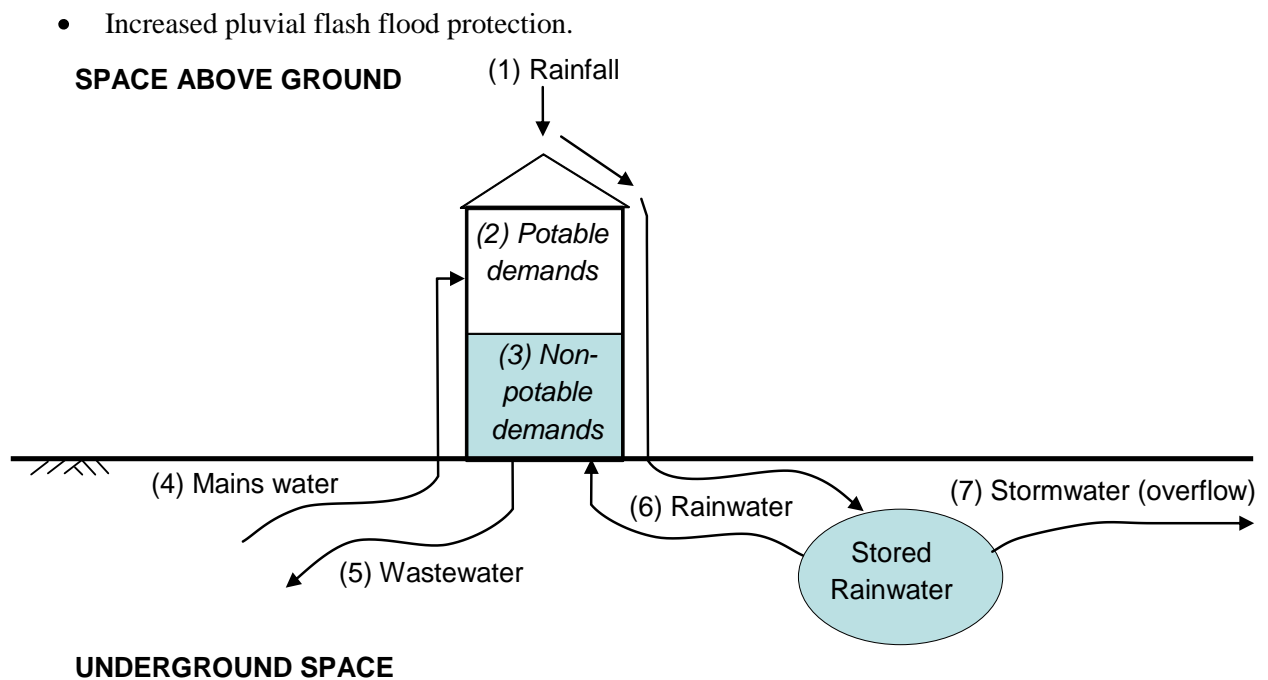 • Increased pluvial flash flood protection.
SPACE ABOVE GROUND
(1) Rainfall
(2) Potable
demands
(3) Non-
potable
demands
(4) Mains water
(5) Wastewater
(6) Rainwater
(7) Stormwater (overflow)
Stored
Rainwater
UNDERGROUND SPACE